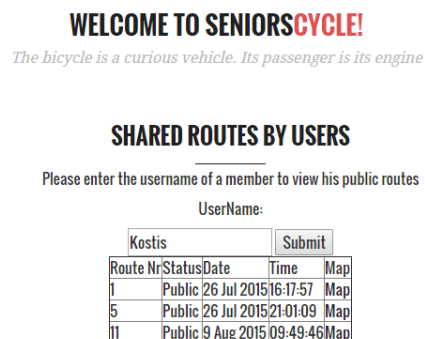 WELCOME TO SENIORSCYCLE!
The bicycle is a curious vehicle. Its passenger is its engine
SHARED ROUTES BY USERS
Please enter the username of a member to view his public routes
UserName:
Kostis Submit
Route Nr Status Date Time Map
1 Public 26 Jul 2015 16:17:57 Map
5 Public 26 Jul 2015 21:01:09 Map
11 Public 9 Aug 2015 09:49:46 Map